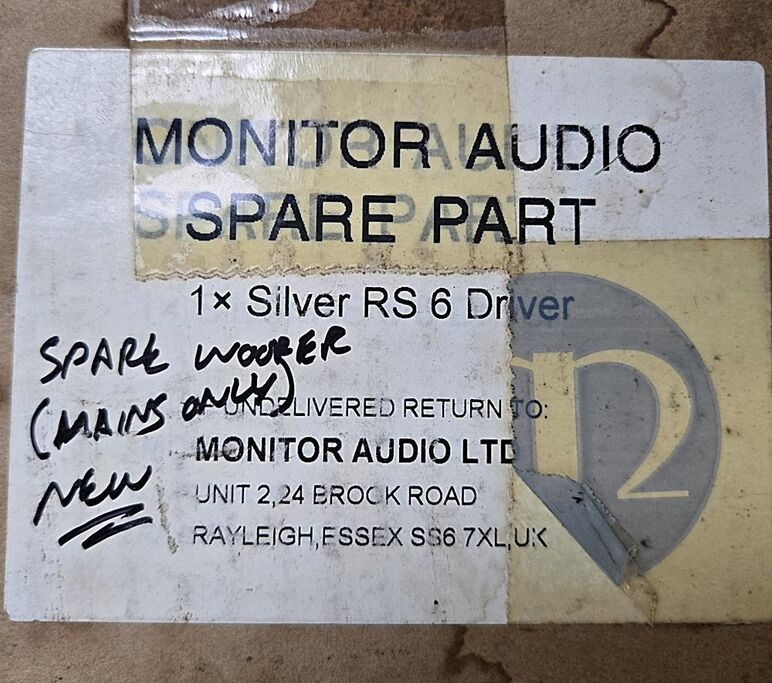 MONITOR AUDIO
SPARE PART
1× Silver RS 6 Driver
SPARE WOOFER
(MAINS ONLY)
NEW
UNDELIVERED RETURN TO:
MONITOR AUDIO LTD
UNIT 2,24 BROOK ROAD
RAYLEIGH,ESSEX SS6 7XL,UK